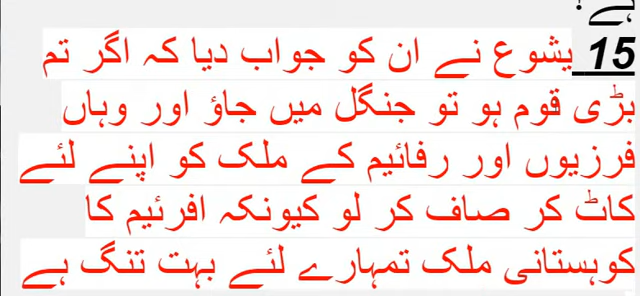 ہے؟
15 یشوع نے ان کو جواب دیا کہ اگر تم
بڑی قوم ہو تو جنگل میں جاؤ اور وہاں
فرزیوں اور رفائیم کے ملک کو اپنے لئے
کاٹ کر صاف کر لو کیونکہ افرئیم کا
کوہستانی ملک تمہارے لئے بہت تنگ ہے